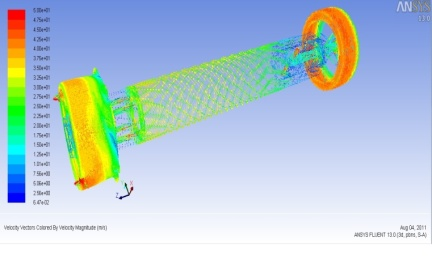 5.00e+01
4.75e+01
4.50e+01
4.25e+01
4.00e+01
3.75e+01
3.50e+01
3.25e+01
3.00e+01
2.75e+01
2.50e+01
2.25e+01
2.00e+01
1.75e+01
1.50e+01
1.25e+01
1.01e+01
7.56e+00
5.06e+00
2.56e+00
6.47e-02
ANSYS
13.0
Z
Velocity Vectors Colored By Velocity Magnitude (m/s)
Aug 04, 2011
ANSYS FLUENT 13.0 (3d, pbns, S-A)